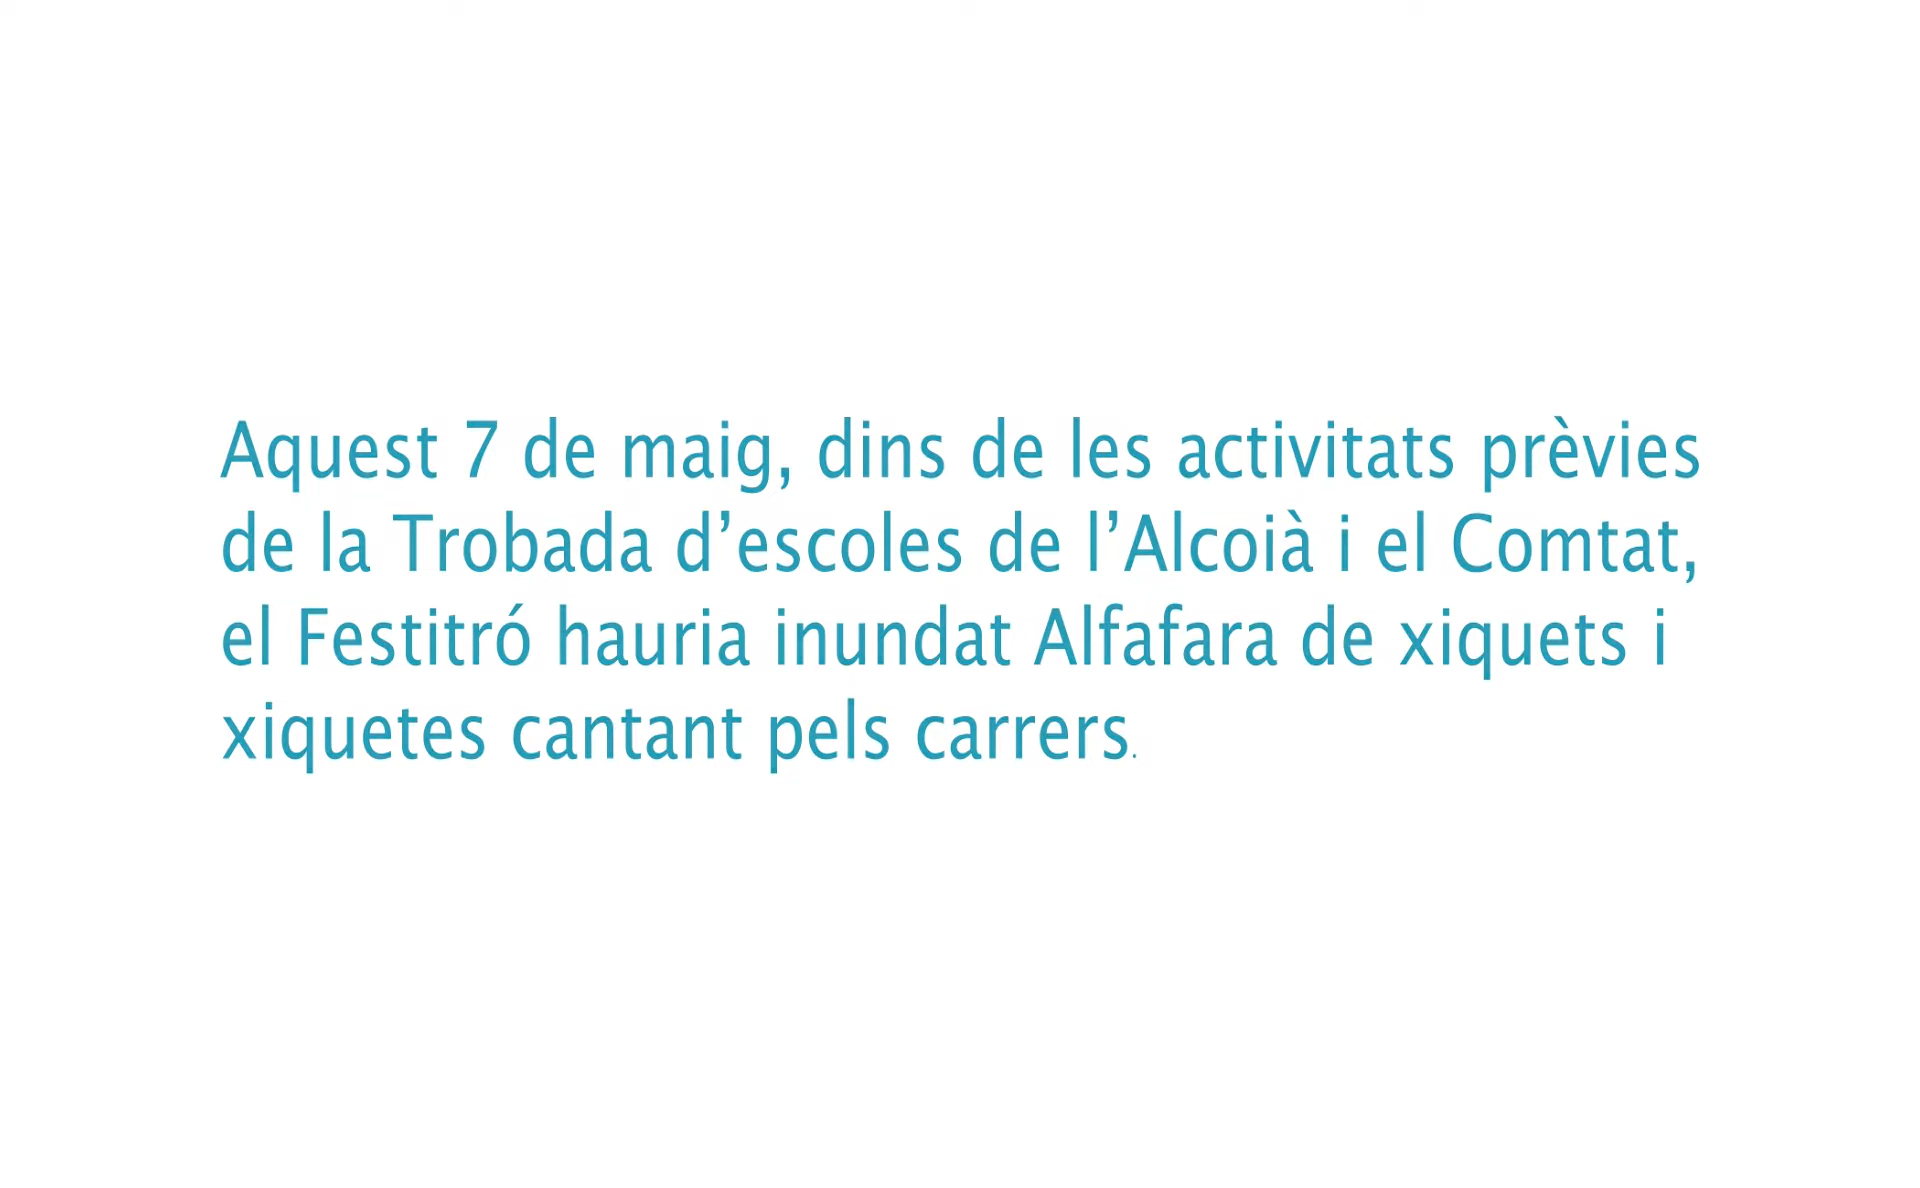 Aquest 7 de maig, dins de les activitats prèvies
de la Trobada d’escoles de l’Alcoià i el Comtat,
el Festitró hauria inundat Alfafara de xiquets i
xiquetes cantant pels carrers.